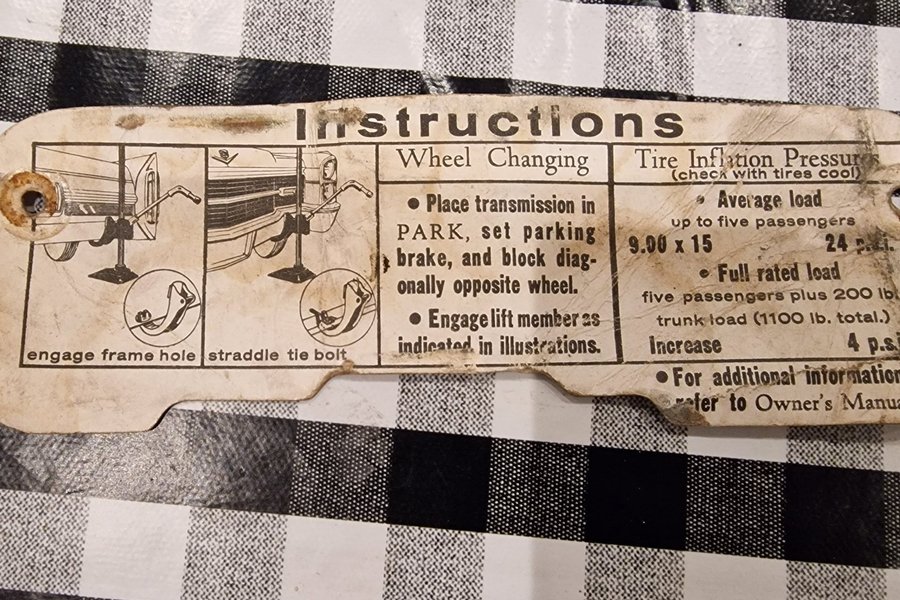 Instructions
engage frame hole
straddle tie bolt
Wheel Changing
• Place transmission in
PARK, set parking
brake, and block diag-
onally opposite wheel.
• Engage lift member as
indicated in illustrations.
Tire Inflation Pressures
(check with tires cool)
• Average load
up to five passengers
9.00 x 15 24 p.s.i.
• Full rated load
five passengers plus 200 lb.
trunk load (1100 lb. total.)
Increase 4 p.s.i
• For additional information
refer to Owner's Manua